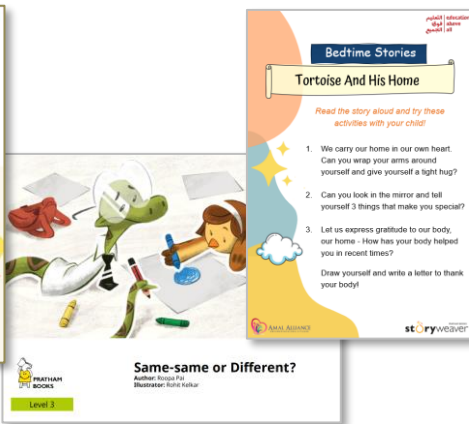 التعليم
فوق
الجميع
education
above
all
Bedtime Stories
Tortoise And His Home
Read the story aloud and try these
activities with your child!
1. We carry our home in our own heart.
Can you wrap your arms around
yourself and give yourself a tight hug?
2. Can you look in the mirror and tell
yourself 3 things that make you special?
3. Let us express gratitude to our body,
our home - How has your body helped
you in recent times?
Draw yourself and write a letter to thank
your body!
AMAL ALLIANCE
storyweaver
PRATHAM
BOOKS
Level 3
Same-same or Different?
Author: Roopa Pai
Illustrator: Rohit Kelkar